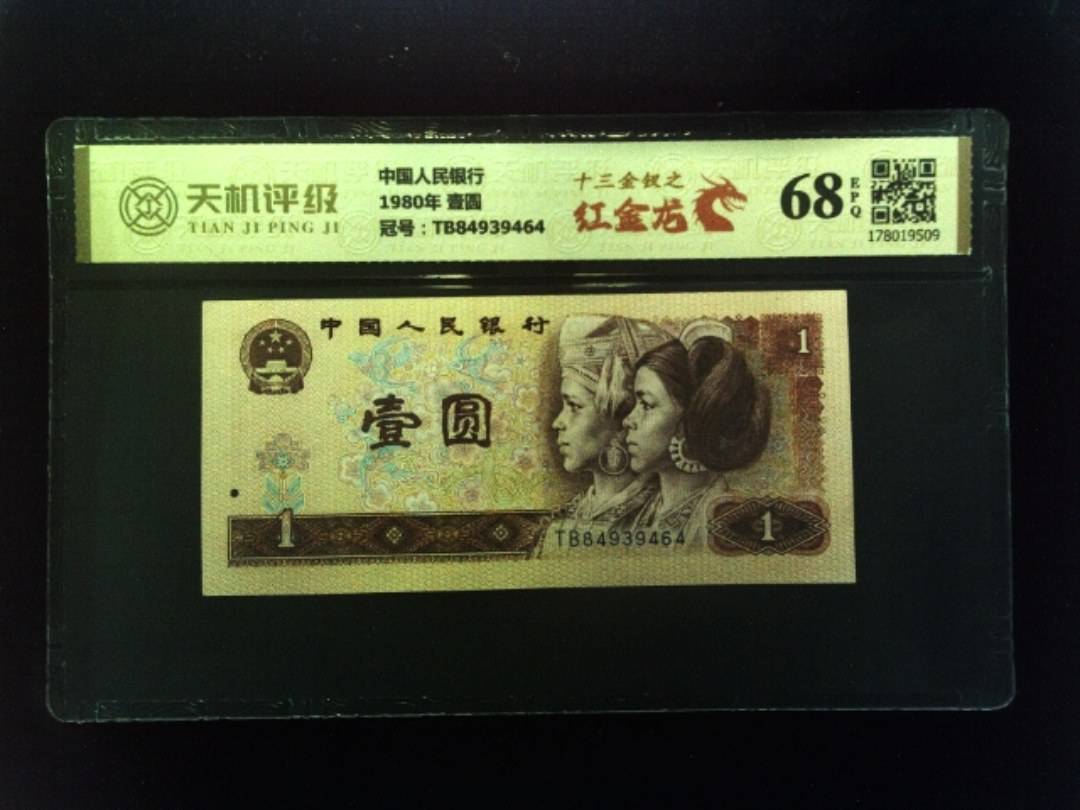 天机评级
TIAN JI PING JI
中国人民银行
1980年 壹圆
冠号：TB84939464
十三金钗之
红金龙
68
EPQ
178019509
中国人民银行
1
壹圆
1
TB84939464
1